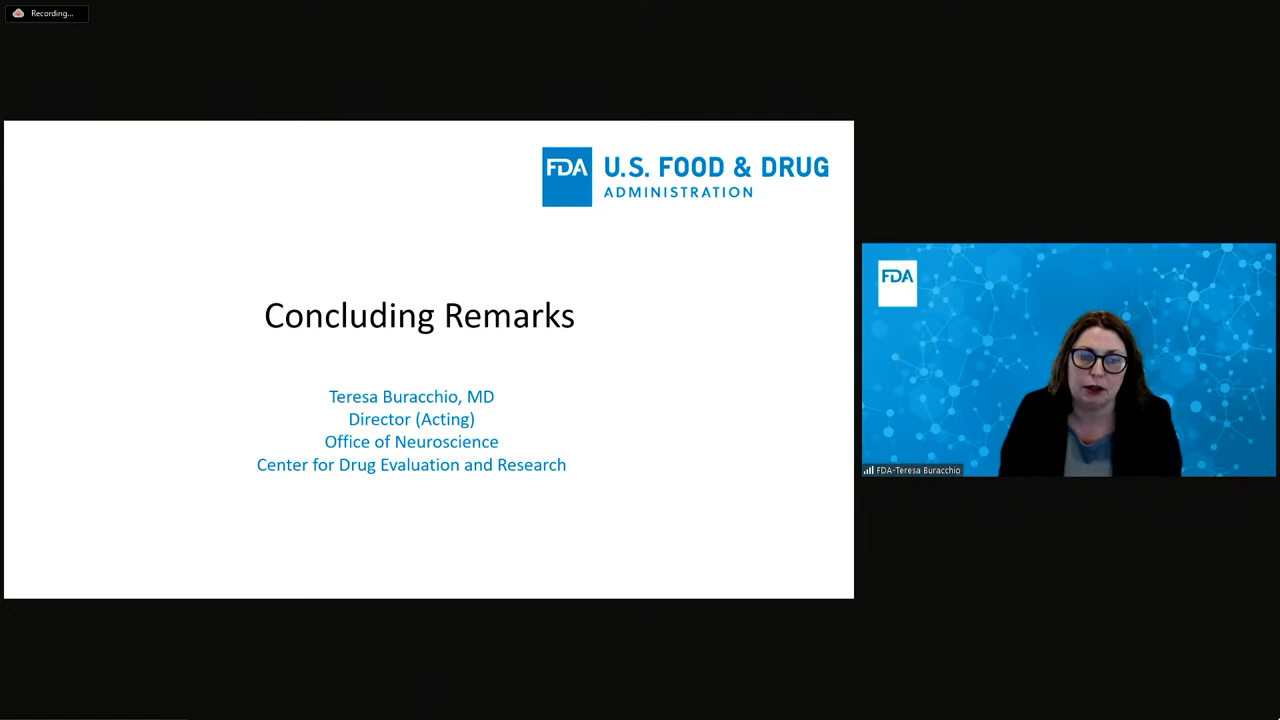 Recording...
FDA U.S. FOOD & DRUG
ADMINISTRATION
Concluding Remarks
Teresa Buracchio, MD
Director (Acting)
Office of Neuroscience
Center for Drug Evaluation and Research
FDA
FDA-Teresa Buracchio